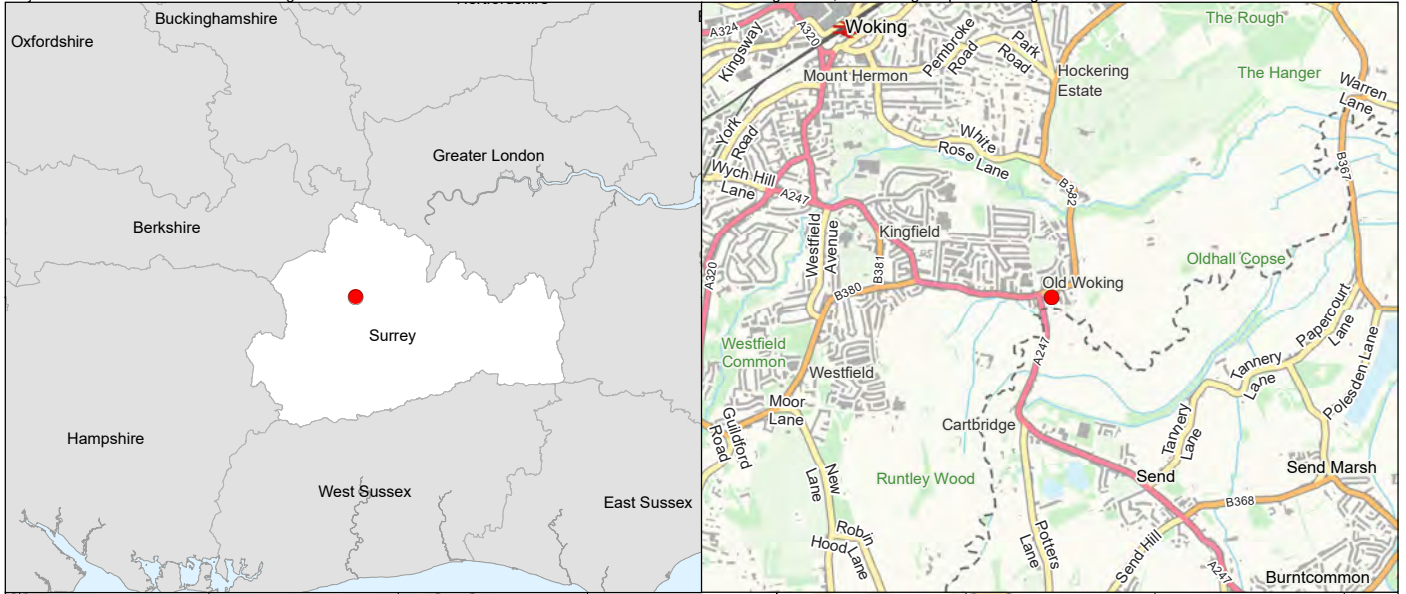 Buckinghamshire
Oxfordshire
Greater London
Berkshire
Surrey
Hampshire
West Sussex
East Sussex
A324
Kingsway
A320
Woking
Pembroke
Road
Park
Road
The Rough
Mount Hermon
Hockering
Estate
The Hanger
Warren
Lane
York
Road
White
Rose Lane
B367
Wych Hill
Lane
A247
B382
Westfield
Avenue
Kingfield
A320
B381
Oldhall Copse
B380
Old Woking
Papercourt
Lane
Westfield
Common
Westfield
A247
Tannery
Lane
Polesden Lane
Moor
Lane
Cartbridge
Tannery
Lane
Guildford
Road
Runtley Wood
Send
Send Marsh
New
Lane
B368
Robin
Hood Lane
Potters
Lane
Send Hill
A247
Burntcommon